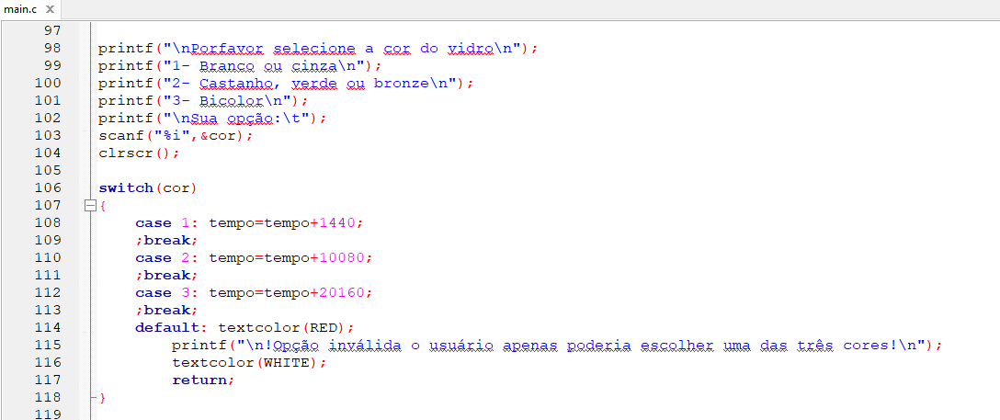 main.c X
97
98 printf("\nPorfavor selecione a cor do vidro\n");
99 printf("1- Branco ou cinza\n");
100 printf("2- Castanho, verde ou bronze\n");
101 printf("3- Bicolor\n");
102 printf("\nSua opção:\t");
103 scanf("%i",&cor);
104 clrscr();
105
106 switch(cor)
107 {
108 case 1: tempo=tempo+1440;
109 ;break;
110 case 2: tempo=tempo+10080;
111 ;break;
112 case 3: tempo=tempo+20160;
113 ;break;
114 default: textcolor(RED);
115 printf("\n!Opção inválida o usuário apenas poderia escolher uma das três cores!\n");
116 textcolor(WHITE);
117 return;
118 }
119